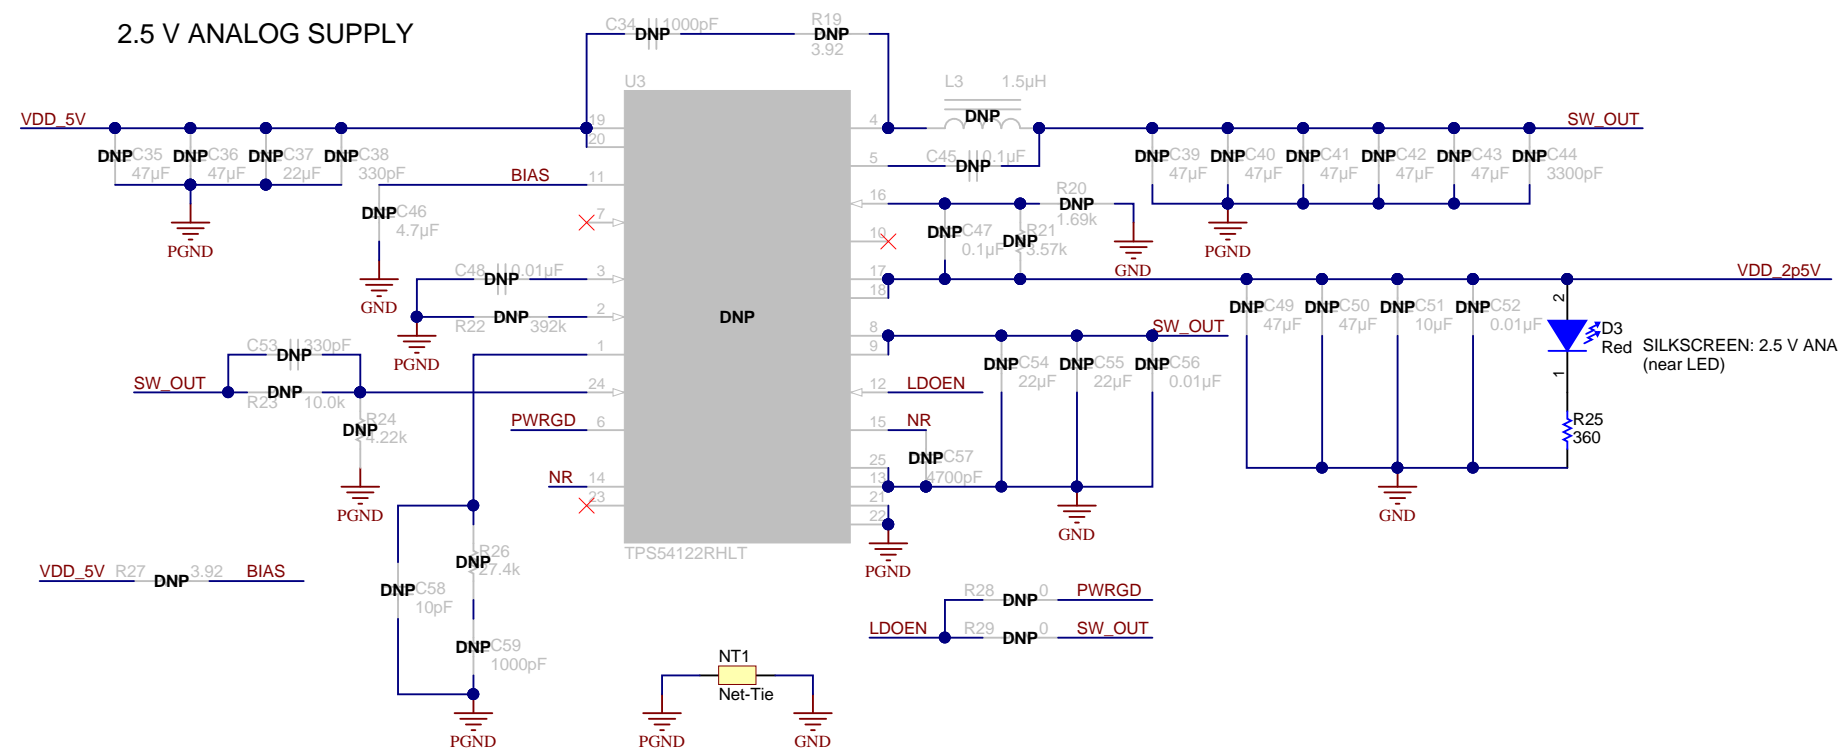 2.5 V ANALOG SUPPLY
C34
1000pF
DNP
R19
DNP
3.92
U3
L3
1.5µH
DNP
VDD_5V
19
20
4
SW_OUT
DNP C35
47µF
DNP C36
47µF
DNP C37
22µF
DNP C38
330pF
5
C45
0.1µF
DNP
DNP C39
47µF
DNP C40
47µF
DNP C41
47µF
DNP C42
47µF
DNP C43
47µF
DNP C44
3300pF
PGND
BIAS
11
DNP C46
4.7µF
GND
7
16
R20
DNP
1.69k
GND
PGND
10
DNP C47
0.1µF
R21
DNP
3.57k
C48
0.01µF
DNP
3
17
18
VDD_2p5V
R22
DNP
392k
2
PGND
DNP
DNP C49
47µF
DNP C50
47µF
DNP C51
10µF
DNP C52
0.01µF
2
D3
Red
1
SILKSCREEN: 2.5 V ANA
(near LED)
R25
360
GND
C53
330pF
DNP
1
8
9
SW_OUT
DNP C54
22µF
DNP C55
22µF
DNP C56
0.01µF
SW_OUT
R23
DNP
10.0k
24
12
LDOEN
R24
DNP
4.22k
PGND
PWRGD
6
15
NR
DNP C57
4700pF
NR
14
23
25
13
21
22
GND
PGND
TPS54122RHLT
VDD_5V
R27
DNP
3.92
BIAS
R26
DNP
27.4k
DNP C58
10pF
DNP C59
1000pF
PGND
R28
DNP
0
PWRGD
LDOEN
R29
DNP
0
SW_OUT
NT1
Net-Tie
PGND
GND